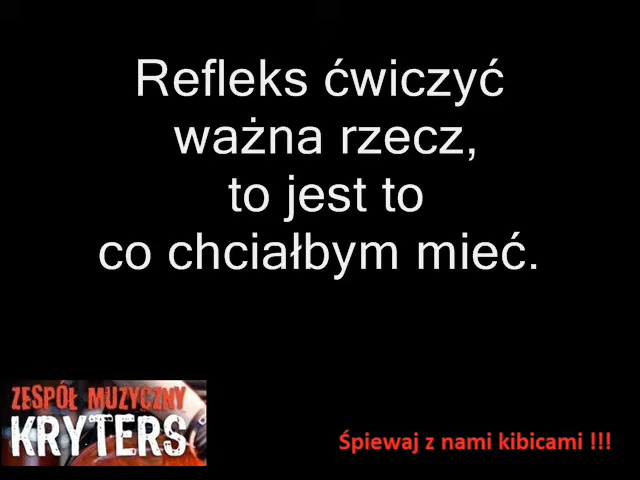 Refleks ćwiczyć
ważna rzecz,
to jest to
co chciałbym mieć.
ZESPÓŁ MUZYCZNY
KRYTERS
Śpiewaj z nami kibicami !!!